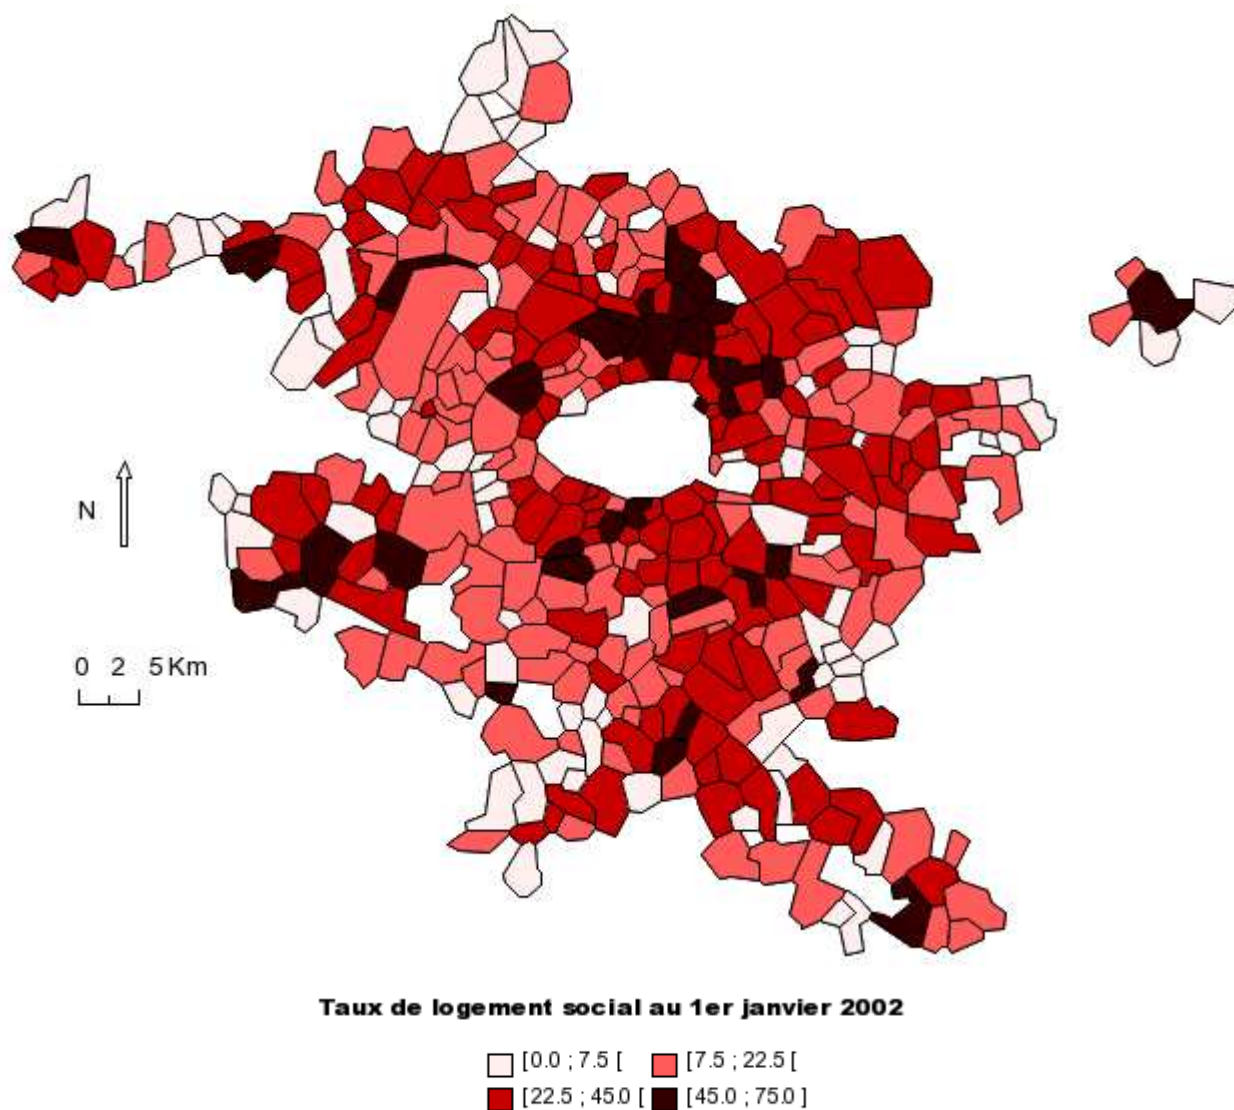 N
0 2 5 Km
Taux de logement social au 1er janvier 2002
[0.0 ; 7.5 [ [7.5 ; 22.5 [
[22.5 ; 45.0 [ [45.0 ; 75.0 ]